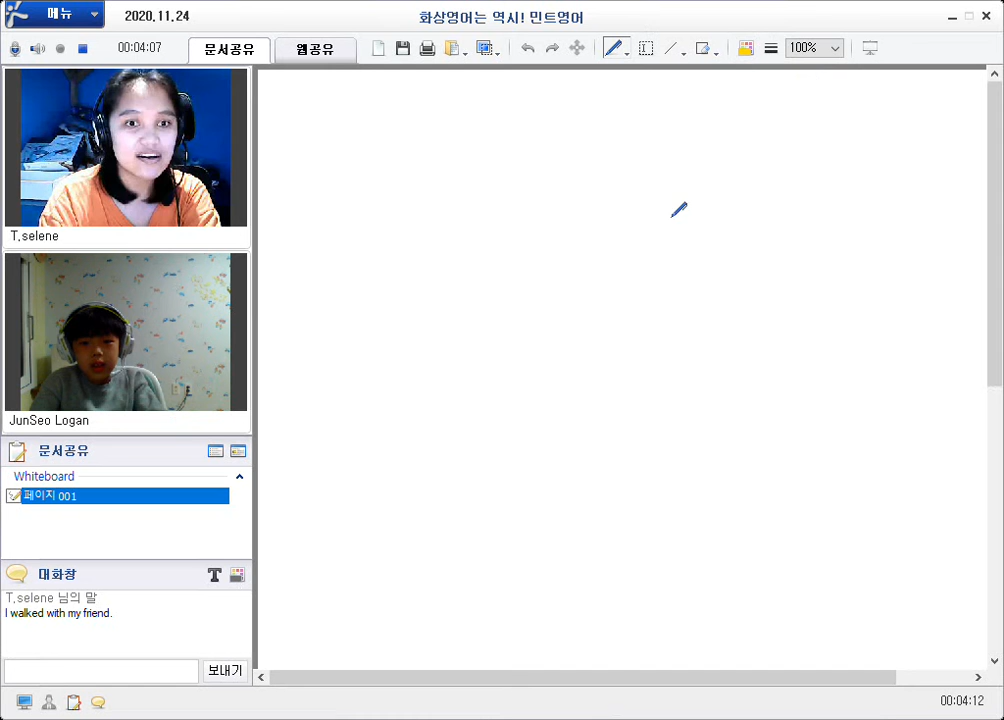 메뉴
2020.11.24
화상영어는 역시! 민트영어
00:04:07
문서공유
웹공유
100%
T.selene
JunSeo Logan
문서공유
Whiteboard
페이지 001
대화창
T.selene 님의 말
I walked with my friend.
보내기
00:04:12